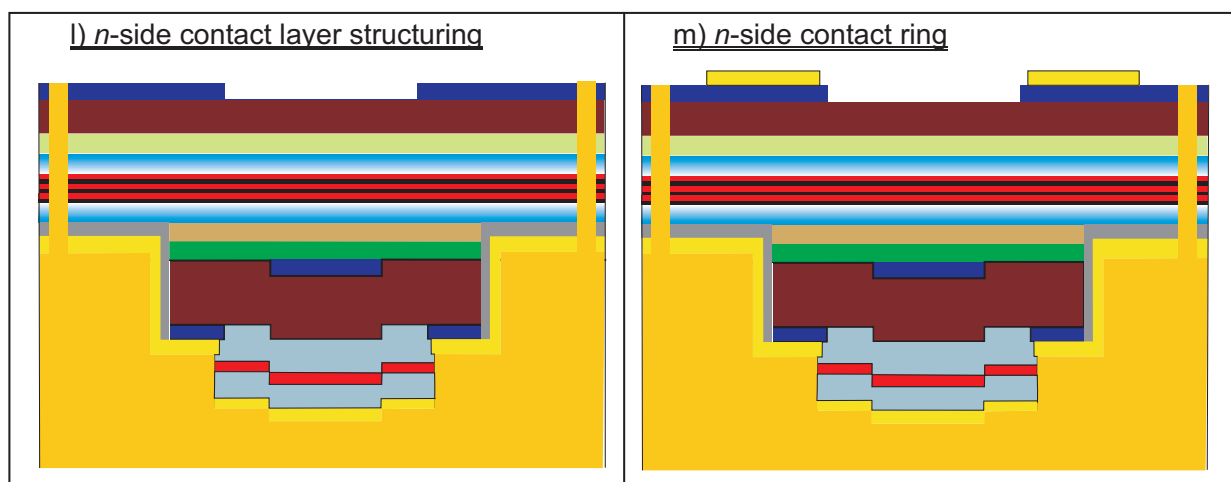 l) n-side contact layer structuring
m) n-side contact ring